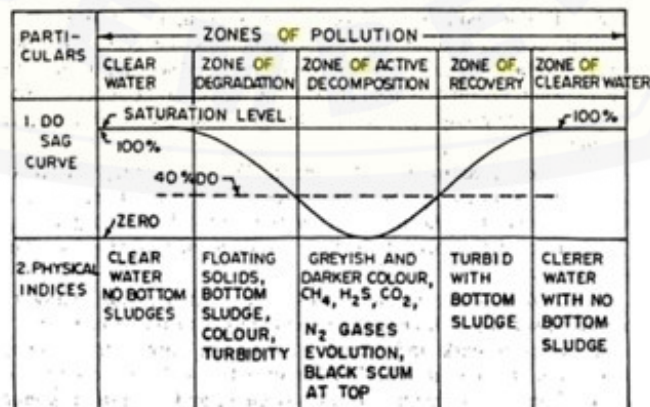 PARTI-
CULARS
ZONES OF POLLUTION
CLEAR
WATER
ZONE OF
DEGRADATION
ZONE OF ACTIVE
DECOMPOSITION
ZONE OF
RECOVERY
ZONE OF
CLEARER WATER
1. DO
SAG
CURVE
SATURATION LEVEL
100%
100%
40%DO
ZERO
2. PHYSICAL
INDICES
CLEAR
WATER
NO BOTTOM
SLUDGES
FLOATING
SOLIDS,
BOTTOM
SLUDGE,
COLOUR,
TURBIDITY
GREYISH AND
DARKER COLOUR,
CH4, H2S, CO2,
N2 GASES
EVOLUTION,
BLACK SCUM
AT TOP
TURBID
WITH
BOTTOM
SLUDGE
CLERER
WATER
WITH NO
BOTTOM
SLUDGE